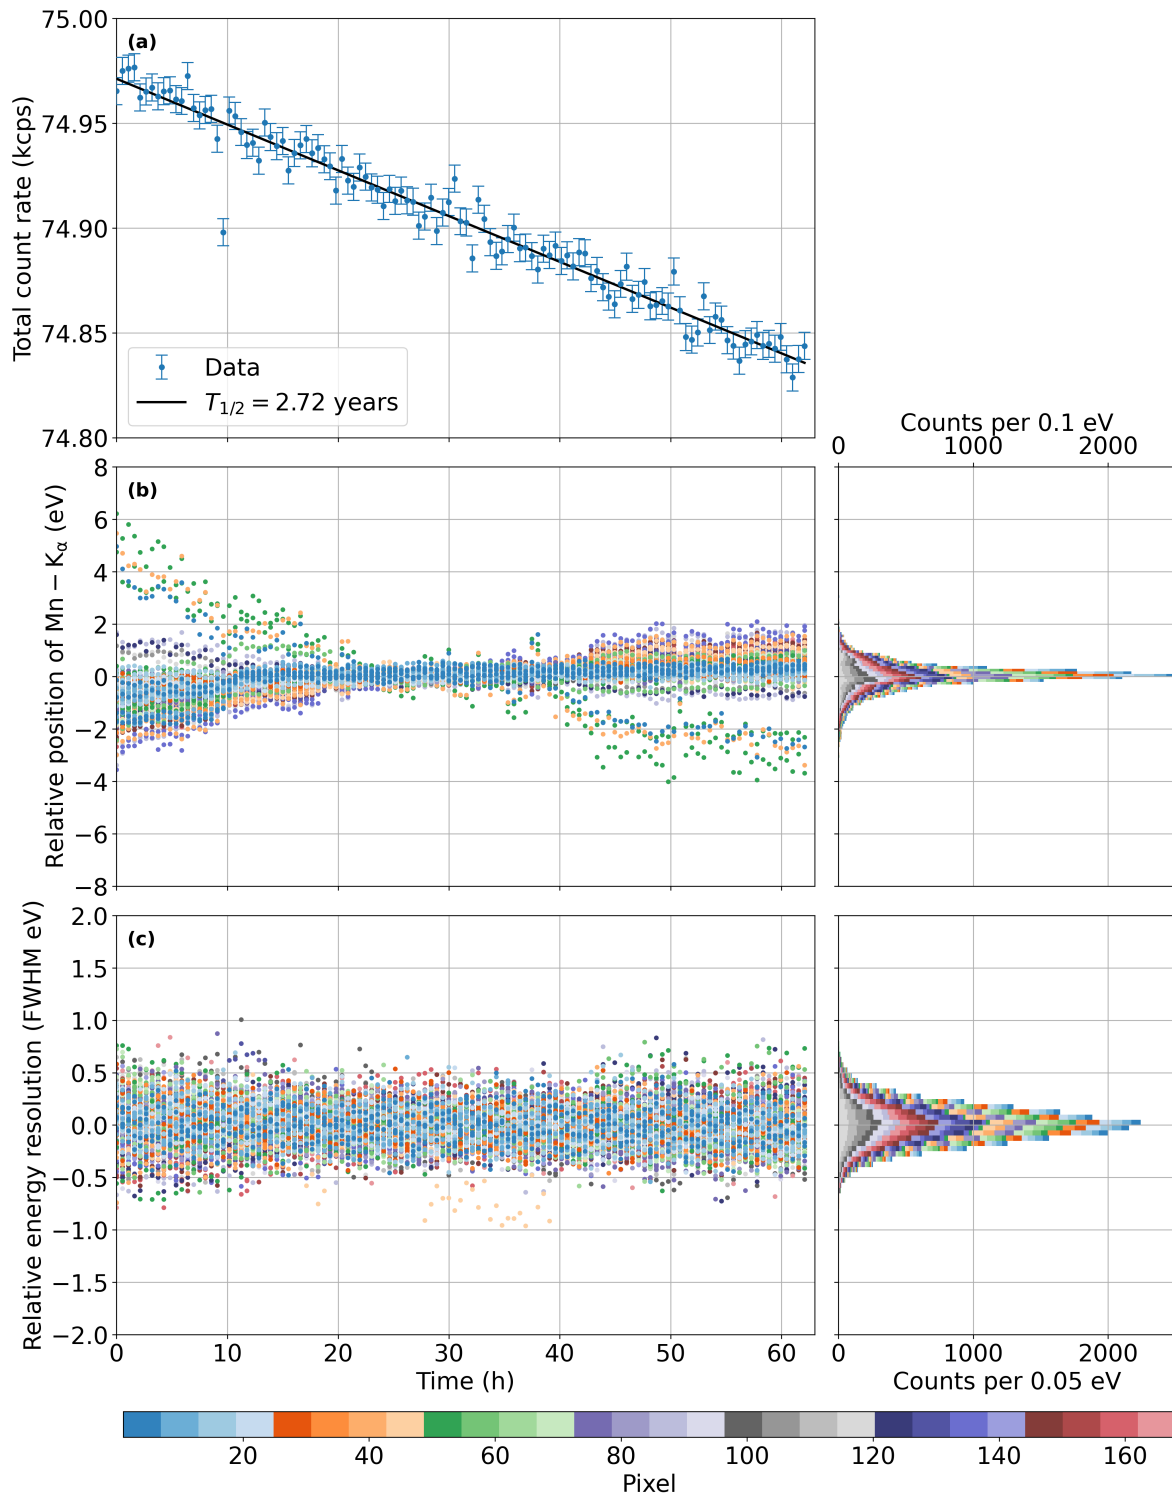 (a)
Total count rate (kcps)
75.00
74.95
74.90
74.85
74.80
Data
T1/2 = 2.72 years
Counts per 0.1 eV
0 1000 2000
(b)
Relative position of Mn − Kα (eV)
8
6
4
2
0
−2
−4
−6
−8
(c)
Relative energy resolution (FWHM eV)
2.0
1.5
1.0
0.5
0.0
−0.5
−1.0
−1.5
−2.0
0 10 20 30 40 50 60
Time (h)
0 1000 2000
Counts per 0.05 eV
20 40 60 80 100 120 140 160
Pixel